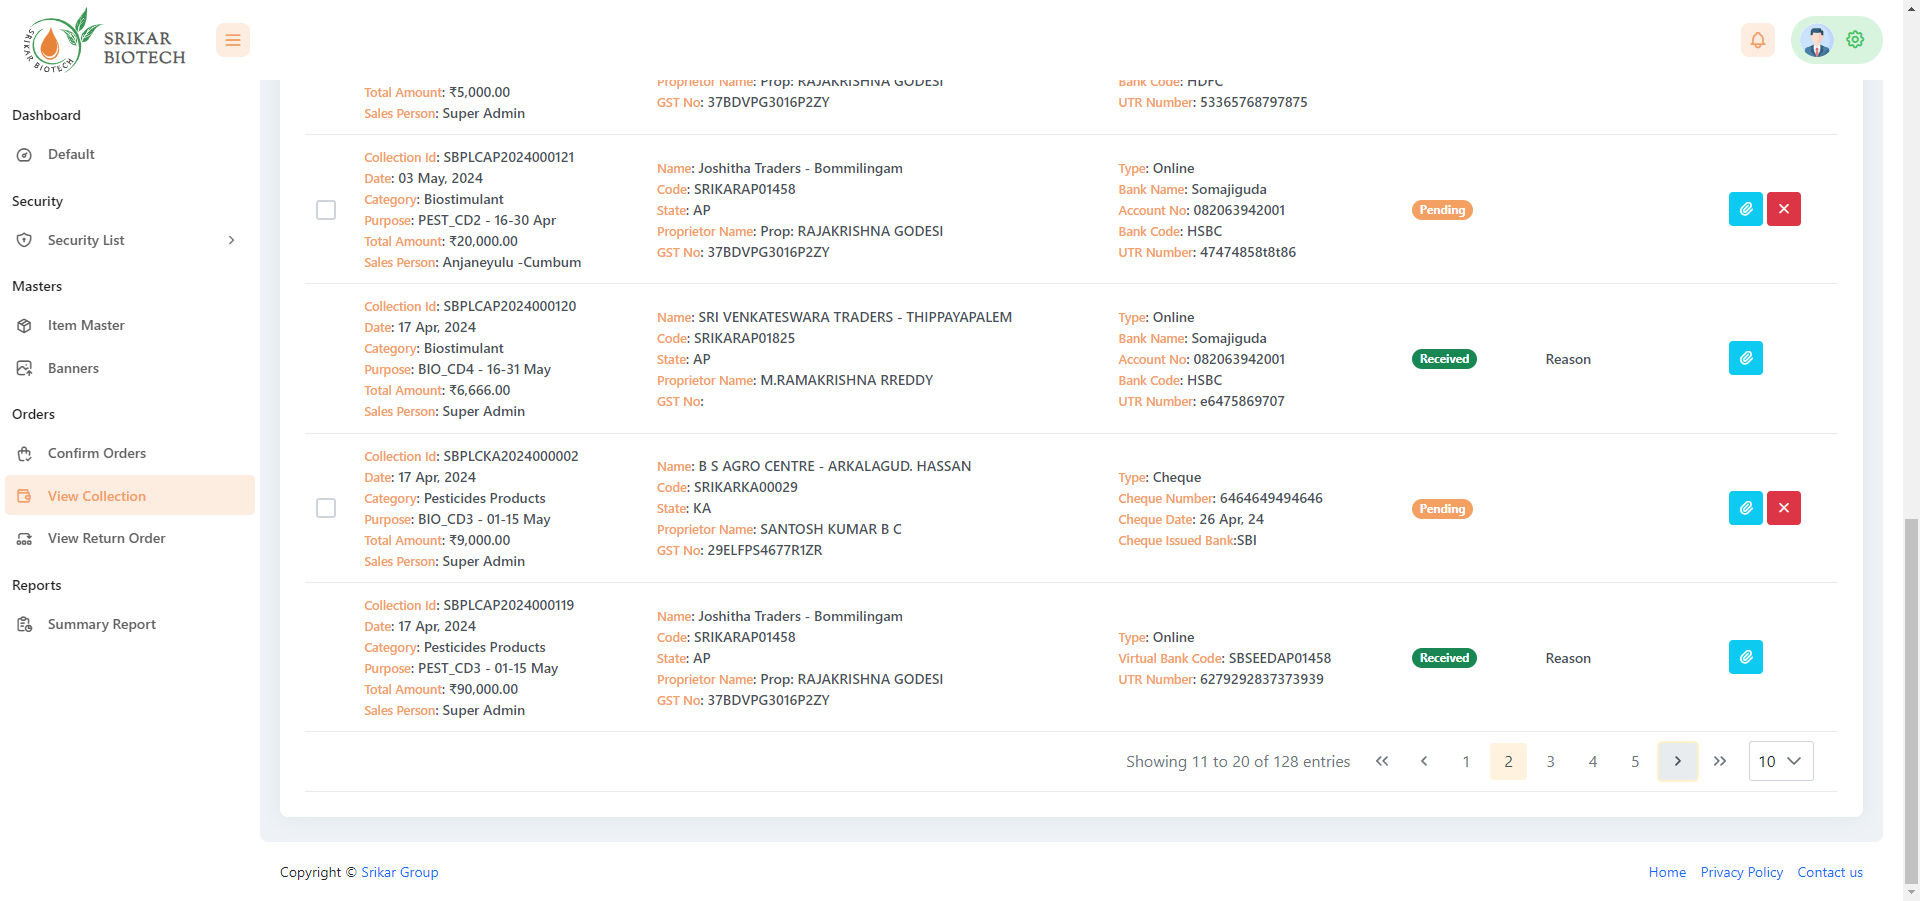 SRIKAR BIOTECH
SRIKAR
BIOTECH
Dashboard
Default
Security
Security List
Masters
Item Master
Banners
Orders
Confirm Orders
View Collection
View Return Order
Reports
Summary Report
Total Amount: ₹5,000.00
Sales Person: Super Admin
Proprietor Name: Prop: RAJAKRISHNA GODESI
GST No: 37BDVPG3016P2ZY
Bank Code: HDFC
UTR Number: 53365768797875
Collection Id: SBPLCAP2024000121
Date: 03 May, 2024
Category: Biostimulant
Purpose: PEST_CD2 - 16-30 Apr
Total Amount: ₹20,000.00
Sales Person: Anjaneyulu -Cumbum
Name: Joshitha Traders - Bommilingam
Code: SRIKARAP01458
State: AP
Proprietor Name: Prop: RAJAKRISHNA GODESI
GST No: 37BDVPG3016P2ZY
Type: Online
Bank Name: Somajiguda
Account No: 082063942001
Bank Code: HSBC
UTR Number: 47474858t8t86
Pending
Collection Id: SBPLCAP2024000120
Date: 17 Apr, 2024
Category: Biostimulant
Purpose: BIO_CD4 - 16-31 May
Total Amount: ₹6,666.00
Sales Person: Super Admin
Name: SRI VENKATESWARA TRADERS - THIPPAYAPALEM
Code: SRIKARAP01825
State: AP
Proprietor Name: M.RAMAKRISHNA RREDDY
GST No:
Type: Online
Bank Name: Somajiguda
Account No: 082063942001
Bank Code: HSBC
UTR Number: e6475869707
Received
Reason
Collection Id: SBPLCKA2024000002
Date: 17 Apr, 2024
Category: Pesticides Products
Purpose: BIO_CD3 - 01-15 May
Total Amount: ₹9,000.00
Sales Person: Super Admin
Name: B S AGRO CENTRE - ARKALAGUD. HASSAN
Code: SRIKARKA00029
State: KA
Proprietor Name: SANTOSH KUMAR B C
GST No: 29ELFPS4677R1ZR
Type: Cheque
Cheque Number: 6464649494646
Cheque Date: 26 Apr, 24
Cheque Issued Bank:SBI
Pending
Collection Id: SBPLCAP2024000119
Date: 17 Apr, 2024
Category: Pesticides Products
Purpose: PEST_CD3 - 01-15 May
Total Amount: ₹90,000.00
Sales Person: Super Admin
Name: Joshitha Traders - Bommilingam
Code: SRIKARAP01458
State: AP
Proprietor Name: Prop: RAJAKRISHNA GODESI
GST No: 37BDVPG3016P2ZY
Type: Online
Virtual Bank Code: SBSEEDAP01458
UTR Number: 6279292837373939
Received
Reason
Showing 11 to 20 of 128 entries 1 2 3 4 5 10
Copyright © Srikar Group
Home Privacy Policy Contact us